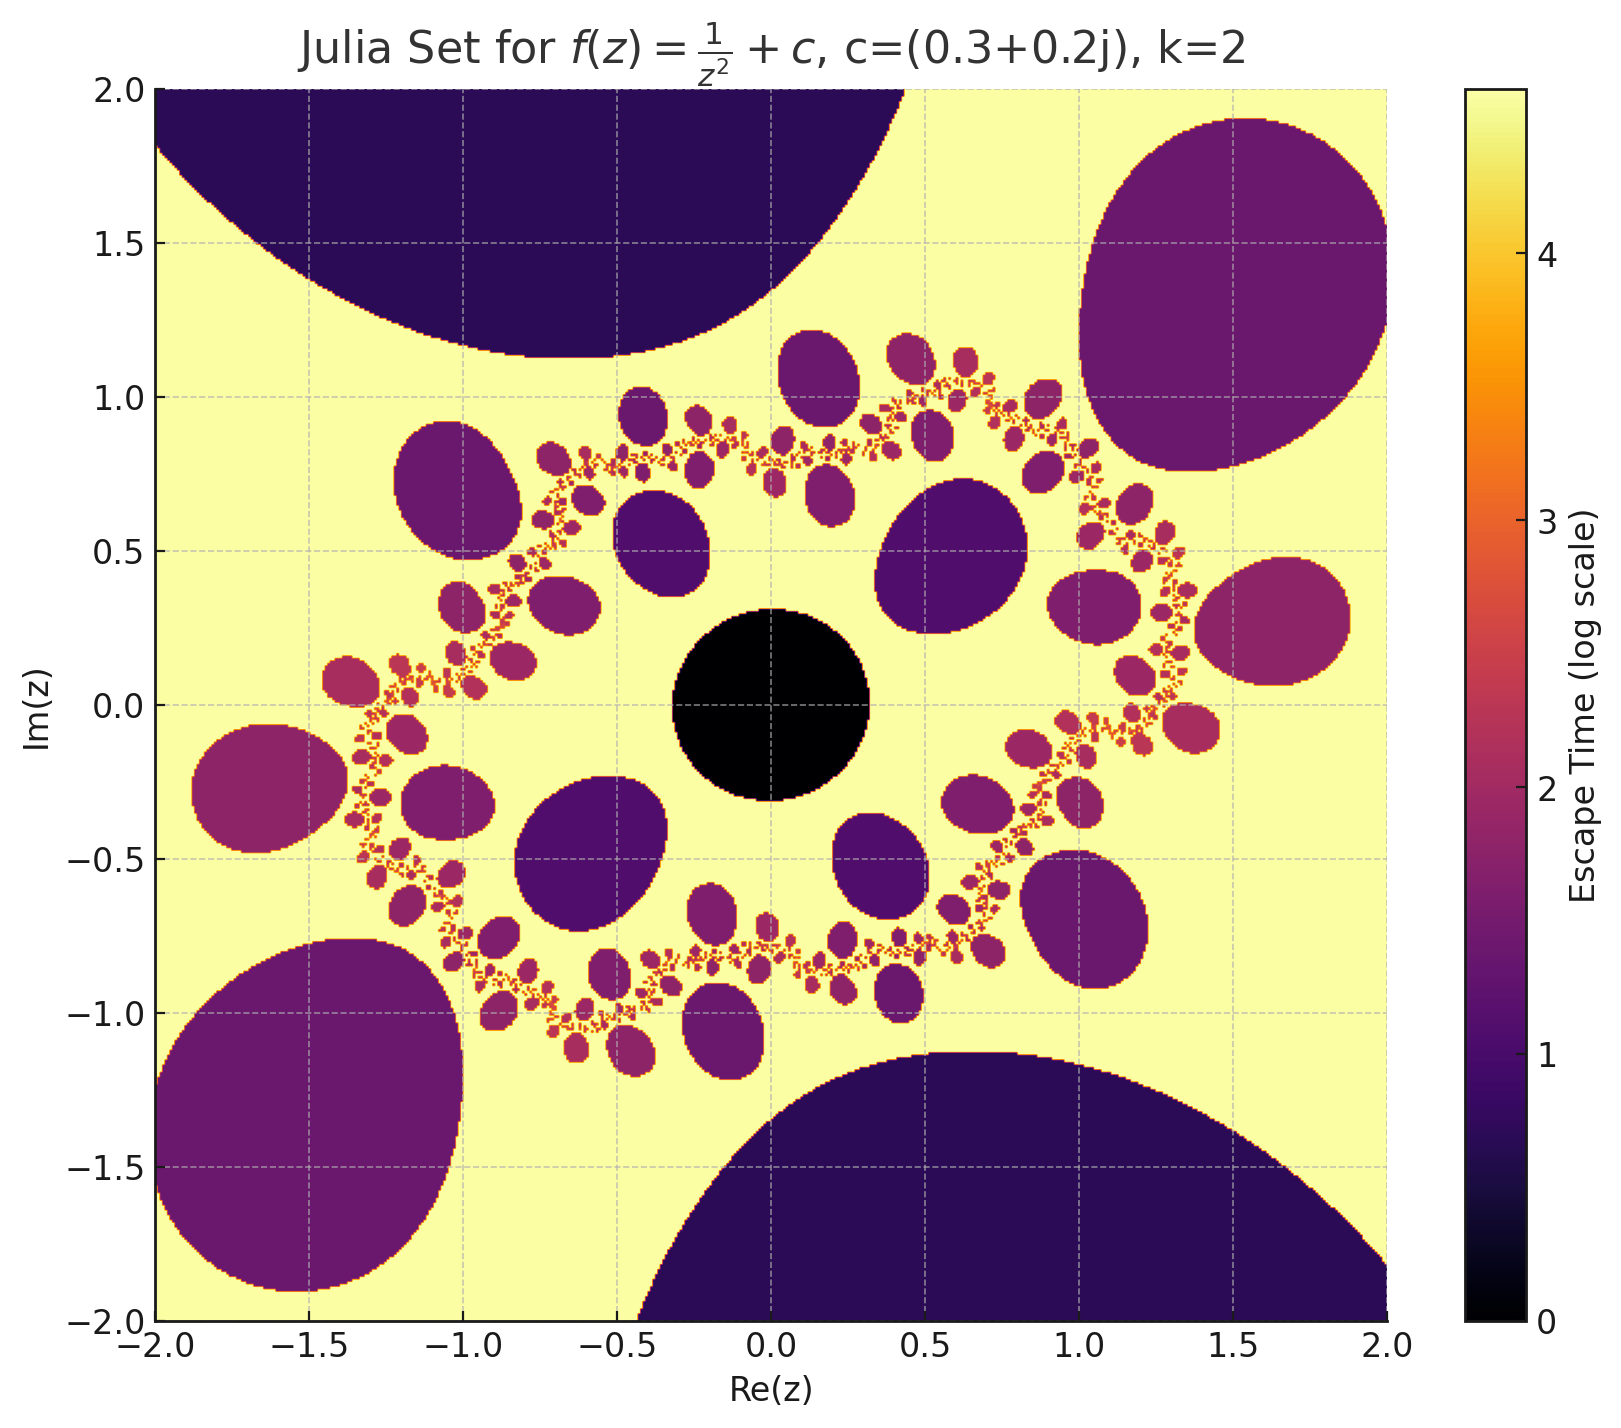 Julia Set for f(z) = 1/z² + c, c=(0.3+0.2j), k=2
2.0
1.5
1.0
0.5
0.0
−0.5
−1.0
−1.5
−2.0
Im(z)
−2.0 −1.5 −1.0 −0.5 0.0 0.5 1.0 1.5 2.0
Re(z)
4
3
2
1
0
Escape Time (log scale)